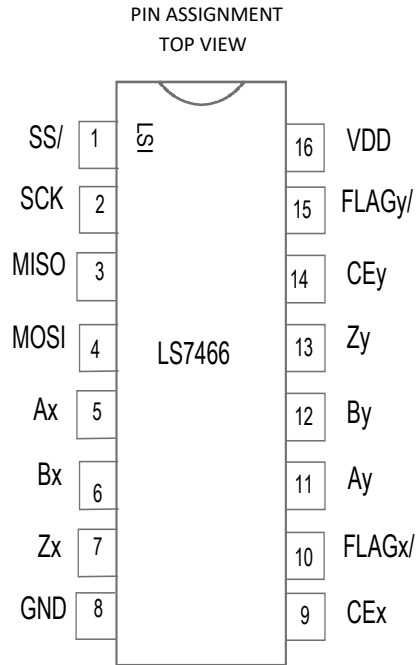 PIN ASSIGNMENT
TOP VIEW
LSI
SS/ 1 16 VDD
SCK 2 15 FLAGy/
MISO 3 14 CEy
MOSI 4 LS7466 13 Zy
Ax 5 12 By
Bx 6 11 Ay
Zx 7 10 FLAGx/
GND 8 9 CEx